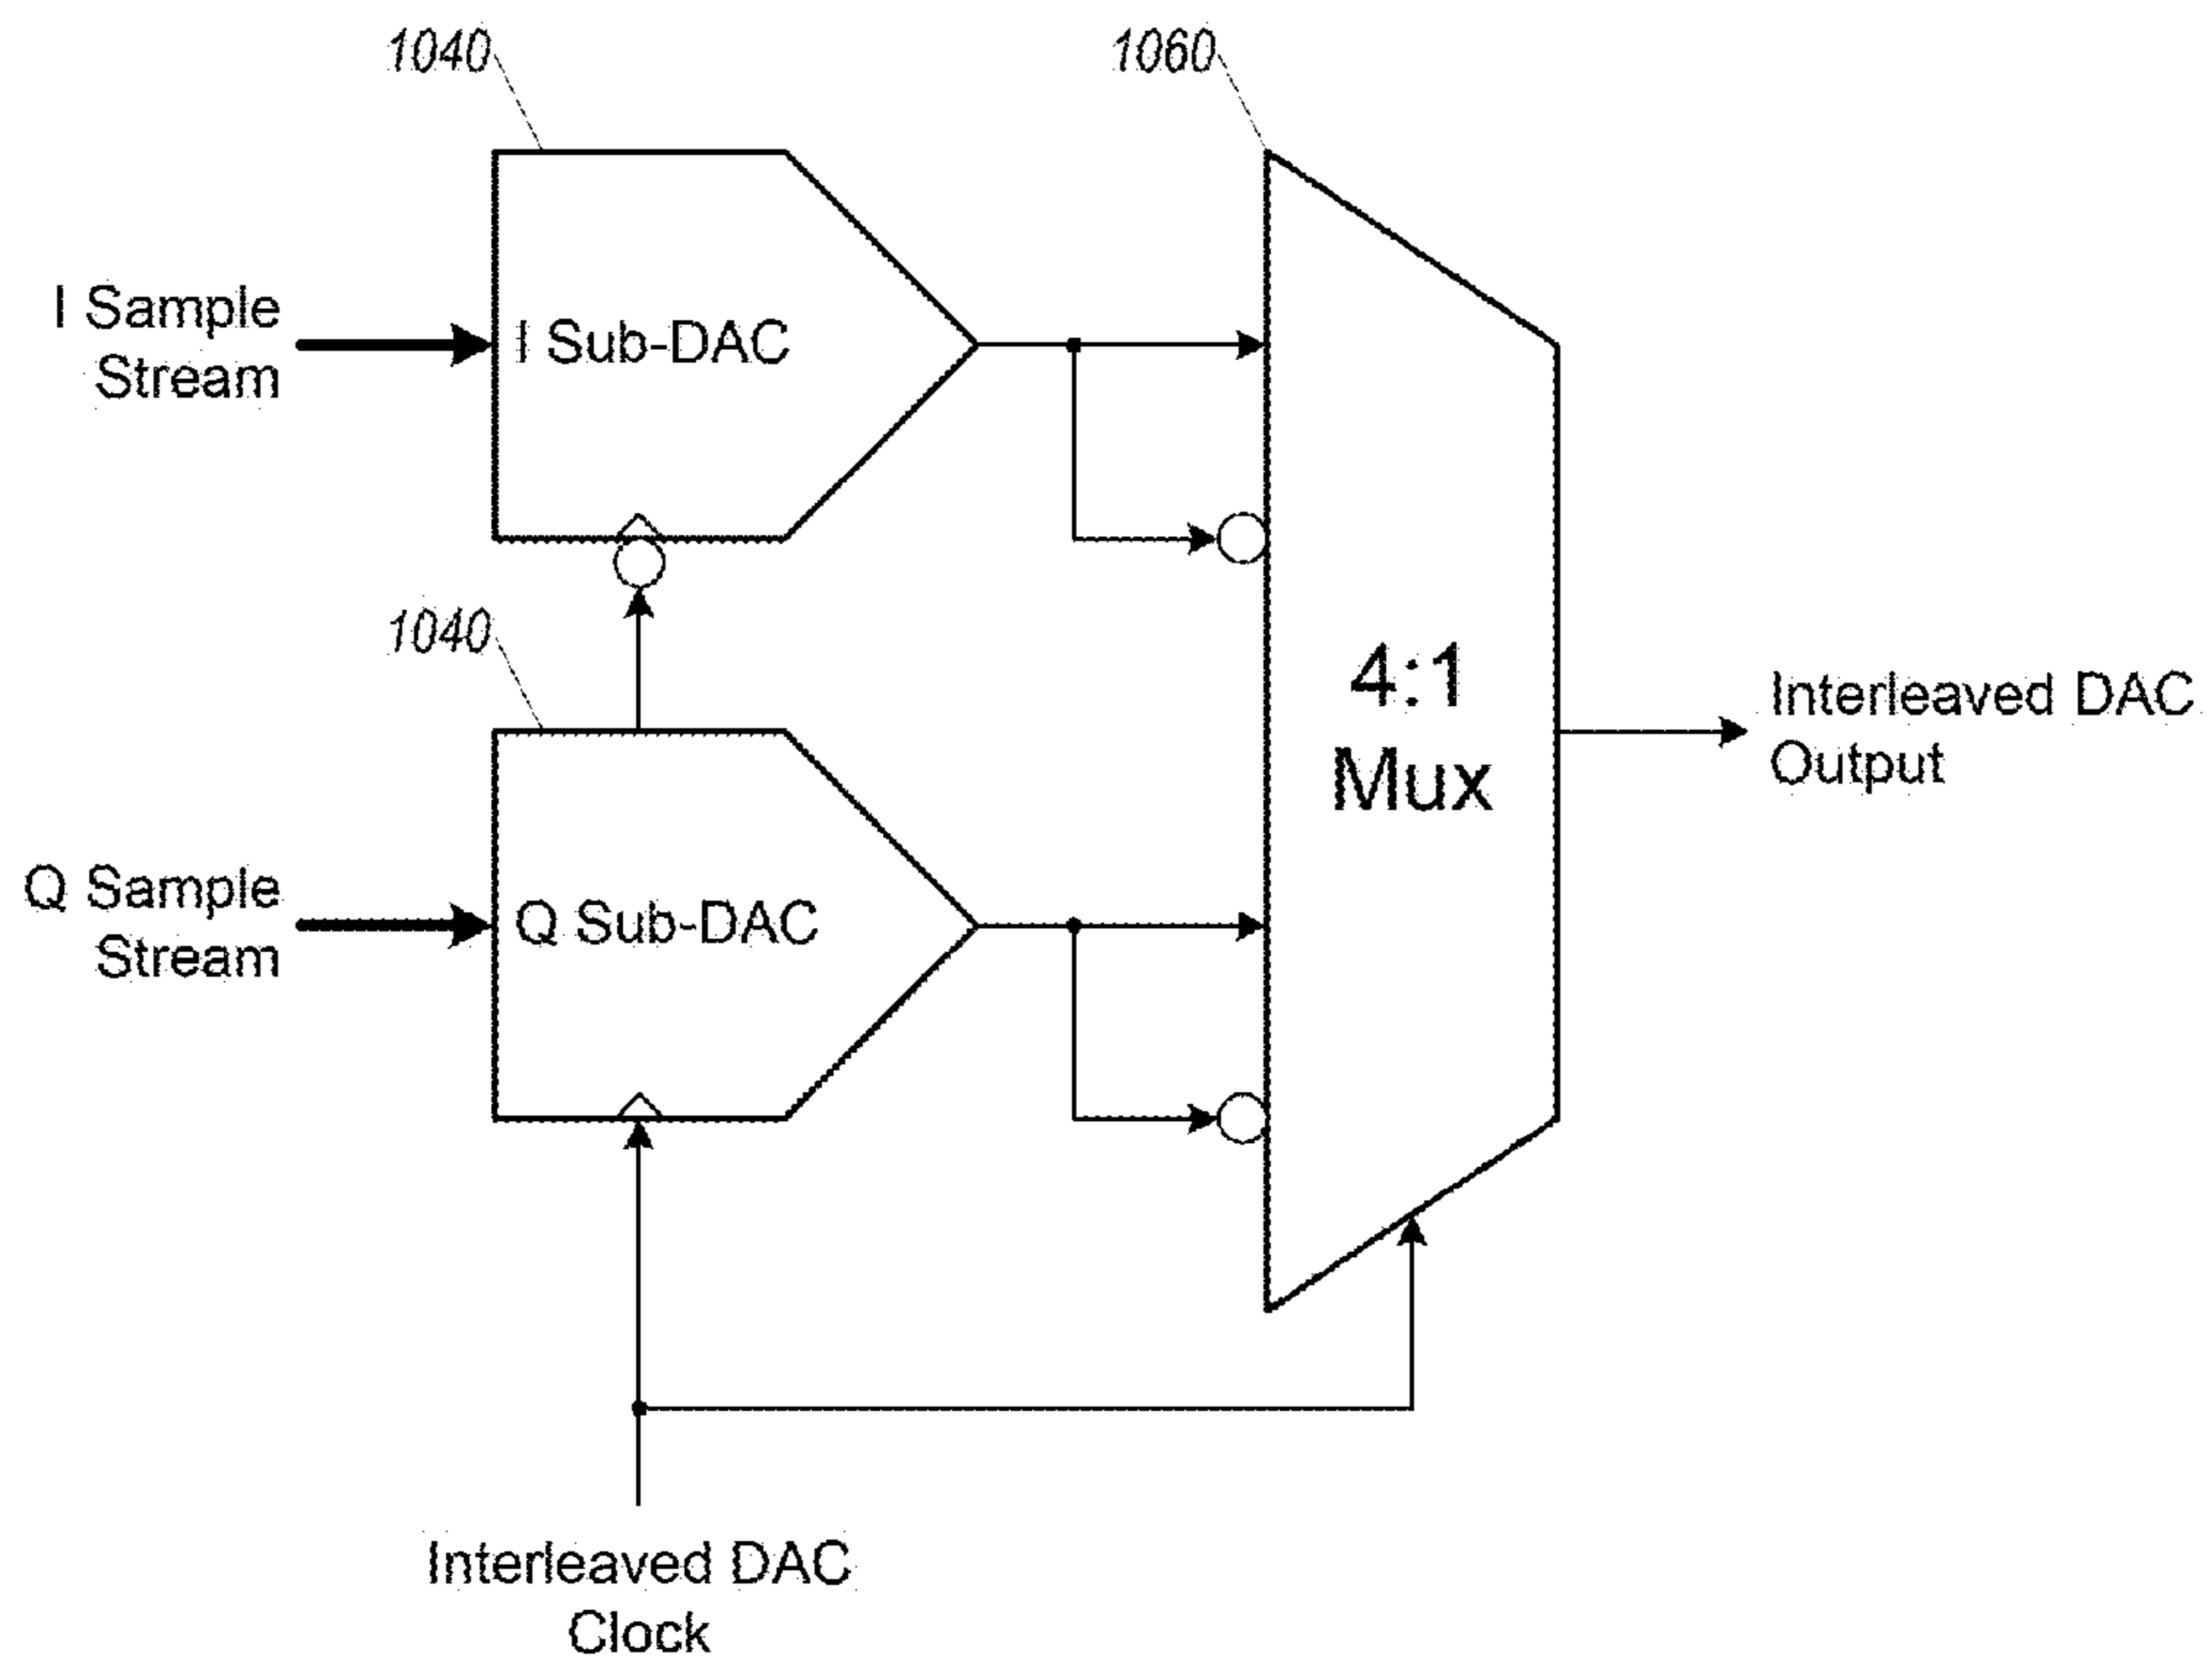 1040
1060
I Sample
Stream
I Sub-DAC
1040
4:1
Mux
Interleaved DAC
Output
Q Sample
Stream
Q Sub-DAC
Interleaved DAC
Clock